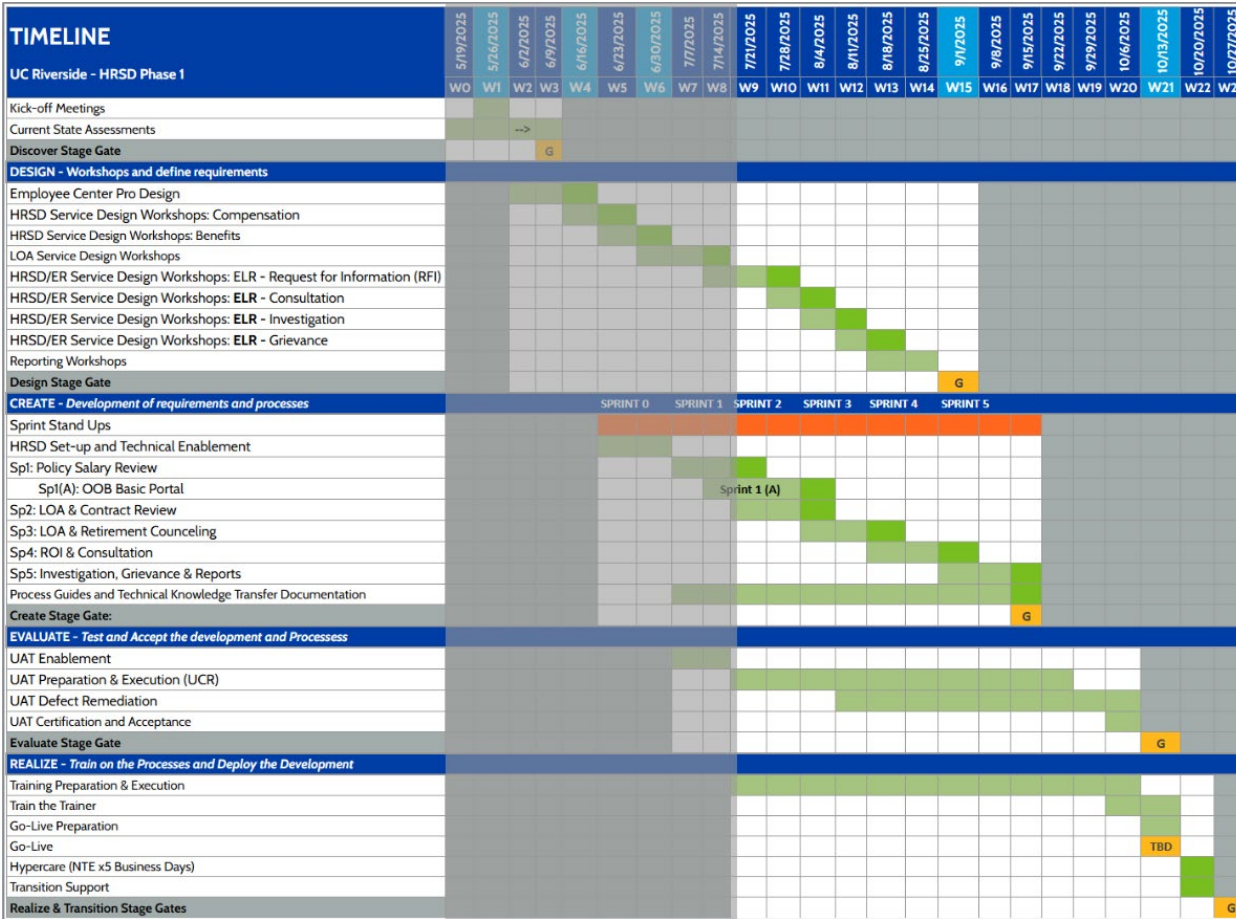 TIMELINE
UC Riverside - HRSD Phase 1
5/19/2025 5/26/2025 6/2/2025 6/9/2025 6/16/2025 6/23/2025 6/30/2025 7/7/2025 7/14/2025 7/21/2025 7/28/2025 8/4/2025 8/11/2025 8/18/2025 8/25/2025 9/1/2025 9/8/2025 9/15/2025 9/22/2025 9/29/2025 10/6/2025 10/13/2025 10/20/2025 10/27/2025
W0 W1 W2 W3 W4 W5 W6 W7 W8 W9 W10 W11 W12 W13 W14 W15 W16 W17 W18 W19 W20 W21 W22 W2
Kick-off Meetings
Current State Assessments -->
Discover Stage Gate G
DESIGN - Workshops and define requirements
Employee Center Pro Design
HRSD Service Design Workshops: Compensation
HRSD Service Design Workshops: Benefits
LOA Service Design Workshops
HRSD/ER Service Design Workshops: ELR - Request for Information (RFI)
HRSD/ER Service Design Workshops: ELR - Consultation
HRSD/ER Service Design Workshops: ELR - Investigation
HRSD/ER Service Design Workshops: ELR - Grievance
Reporting Workshops
Design Stage Gate G
CREATE - Development of requirements and processes SPRINT 0 SPRINT 1 SPRINT 2 SPRINT 3 SPRINT 4 SPRINT 5
Sprint Stand Ups
HRSD Set-up and Technical Enablement
Sp1: Policy Salary Review
Sp1(A): OOB Basic Portal Sprint 1 (A)
Sp2: LOA & Contract Review
Sp3: LOA & Retirement Counceling
Sp4: ROI & Consultation
Sp5: Investigation, Grievance & Reports
Process Guides and Technical Knowledge Transfer Documentation
Create Stage Gate: G
EVALUATE - Test and Accept the development and Processess
UAT Enablement
UAT Preparation & Execution (UCR)
UAT Defect Remediation
UAT Certification and Acceptance
Evaluate Stage Gate G
REALIZE - Train on the Processes and Deploy the Development
Training Preparation & Execution
Train the Trainer
Go-Live Preparation
Go-Live TBD
Hypercare (NTE x5 Business Days)
Transition Support
Realize & Transition Stage Gates G